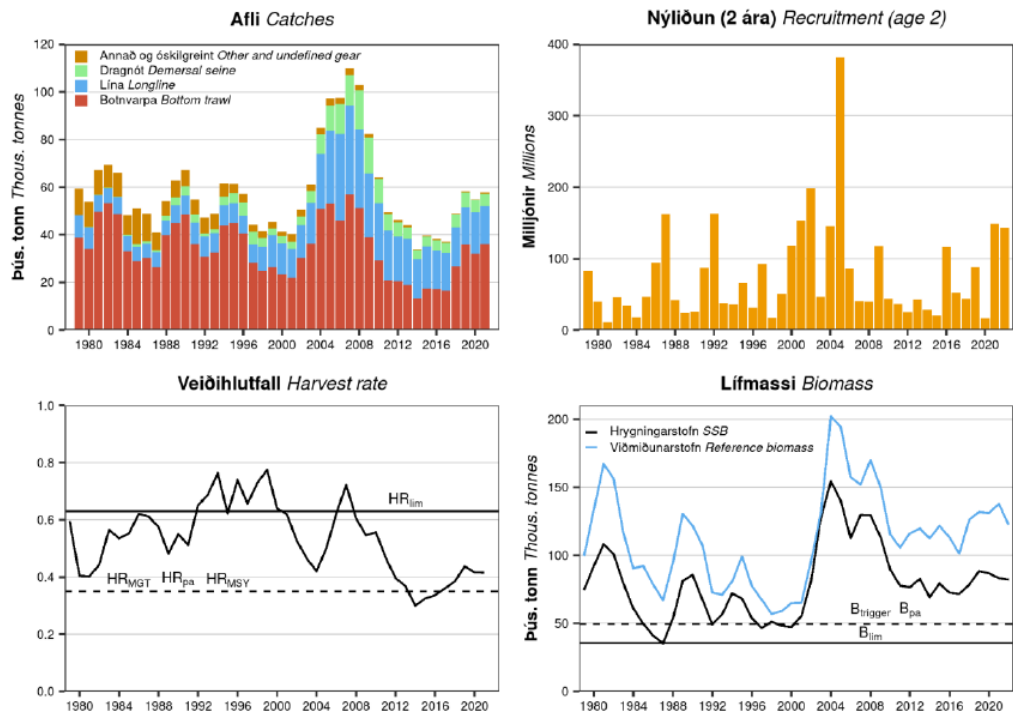 Afli Catches
Þús. tonn Thous. tonnes
120
100
80
60
40
20
0
Annað og óskilgreint Other and undefined gear
Dragnót Demersal seine
Lína Longline
Botnvarpa Bottom trawl
1980 1984 1988 1992 1996 2000 2004 2008 2012 2016 2020
Nýliðun (2 ára) Recruitment (age 2)
Milljónir Millions
400
300
200
100
0
1980 1984 1988 1992 1996 2000 2004 2008 2012 2016 2020
Veiðihlutfall Harvest rate
1.0
0.8
0.6
0.4
0.2
0.0
HRlim
HRMGT HRpa HRMSY
1980 1984 1988 1992 1996 2000 2004 2008 2012 2016 2020
Lífmassi Biomass
Þús. tonn Thous. tonnes
200
150
100
50
0
Hrygningarstofn SSB
Viðmiðunarstofn Reference biomass
Btrigger Bpa
Blim
1980 1984 1988 1992 1996 2000 2004 2008 2012 2016 2020